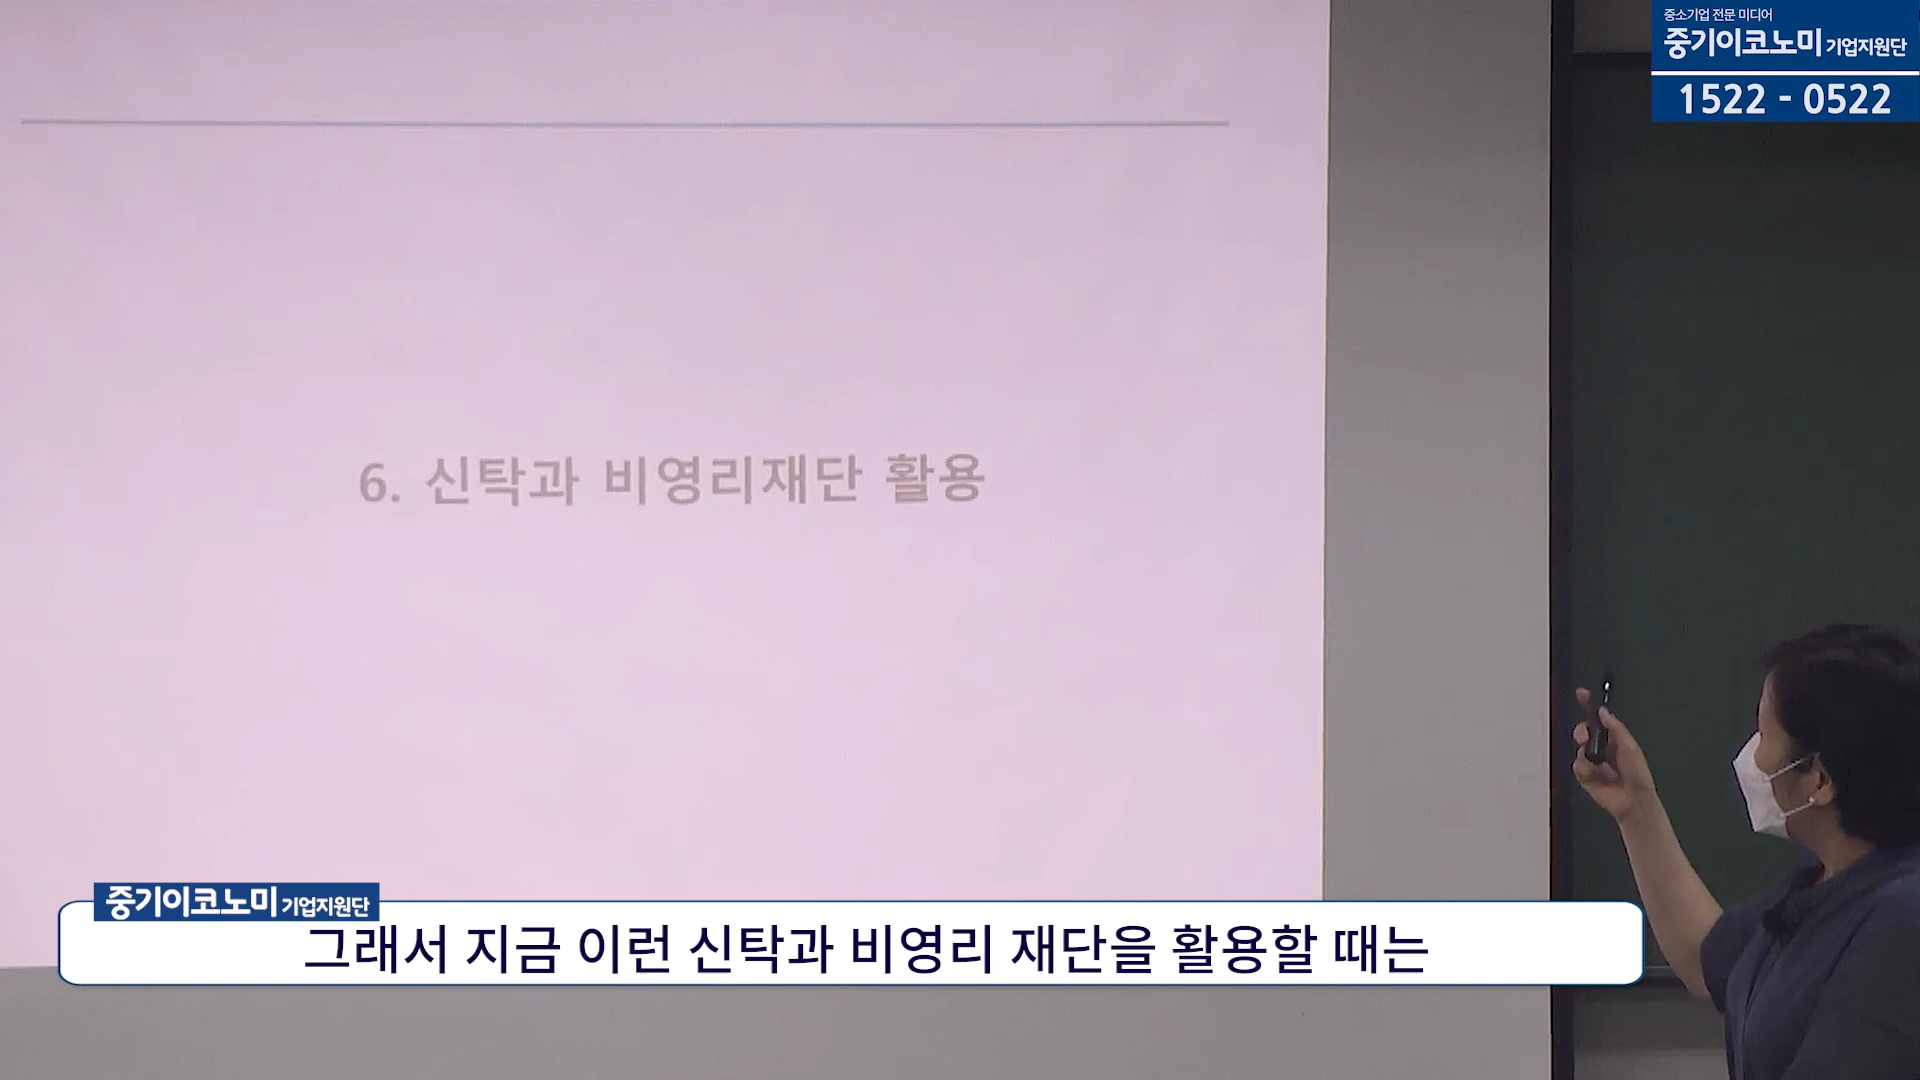 중소기업 전문 미디어
중기이코노미 기업지원단
1522 - 0522
6. 신탁과 비영리재단 활용
중기이코노미 기업지원단
그래서 지금 이런 신탁과 비영리 재단을 활용할 때는